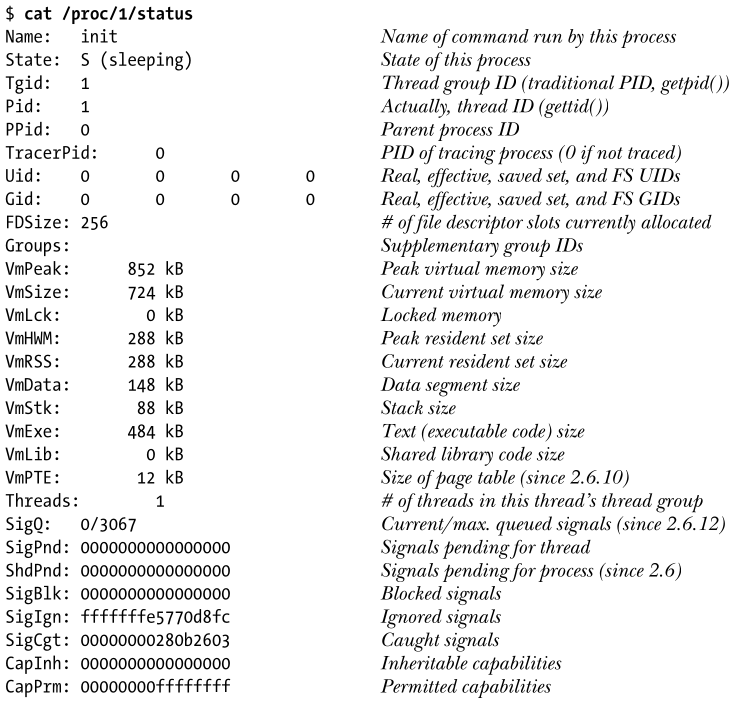 $ cat /proc/1/status
Name: init Name of command run by this process
State: S (sleeping) State of this process
Tgid: 1 Thread group ID (traditional PID, getpid())
Pid: 1 Actually, thread ID (gettid())
PPid: 0 Parent process ID
TracerPid: 0 PID of tracing process (0 if not traced)
Uid: 0 0 0 0 Real, effective, saved set, and FS UIDs
Gid: 0 0 0 0 Real, effective, saved set, and FS GIDs
FDSize: 256 # of file descriptor slots currently allocated
Groups: Supplementary group IDs
VmPeak: 852 kB Peak virtual memory size
VmSize: 724 kB Current virtual memory size
VmLck: 0 kB Locked memory
VmHWM: 288 kB Peak resident set size
VmRSS: 288 kB Current resident set size
VmData: 148 kB Data segment size
VmStk: 88 kB Stack size
VmExe: 484 kB Text (executable code) size
VmLib: 0 kB Shared library code size
VmPTE: 12 kB Size of page table (since 2.6.10)
Threads: 1 # of threads in this thread's thread group
SigQ: 0/3067 Current/max. queued signals (since 2.6.12)
SigPnd: 0000000000000000 Signals pending for thread
ShdPnd: 0000000000000000 Signals pending for process (since 2.6)
SigBlk: 0000000000000000 Blocked signals
SigIgn: fffffffe5770d8fc Ignored signals
SigCgt: 00000000280b2603 Caught signals
CapInh: 0000000000000000 Inheritable capabilities
CapPrm: 00000000ffffffff Permitted capabilities